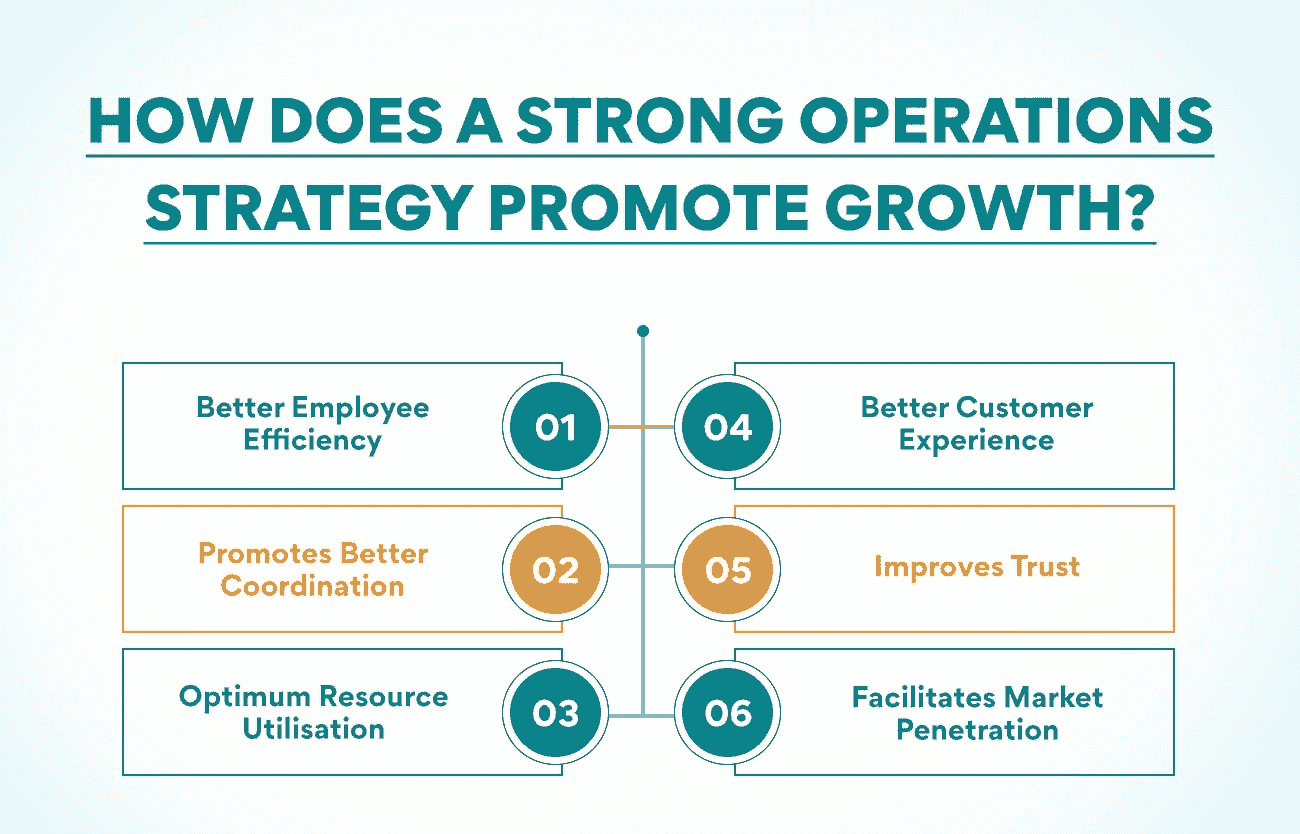 HOW DOES A STRONG OPERATIONS
STRATEGY PROMOTE GROWTH?
Better Employee
Efficiency
01
Promotes Better
Coordination
02
Optimum Resource
Utilisation
03
04
Better Customer
Experience
05
Improves Trust
06
Facilitates Market
Penetration